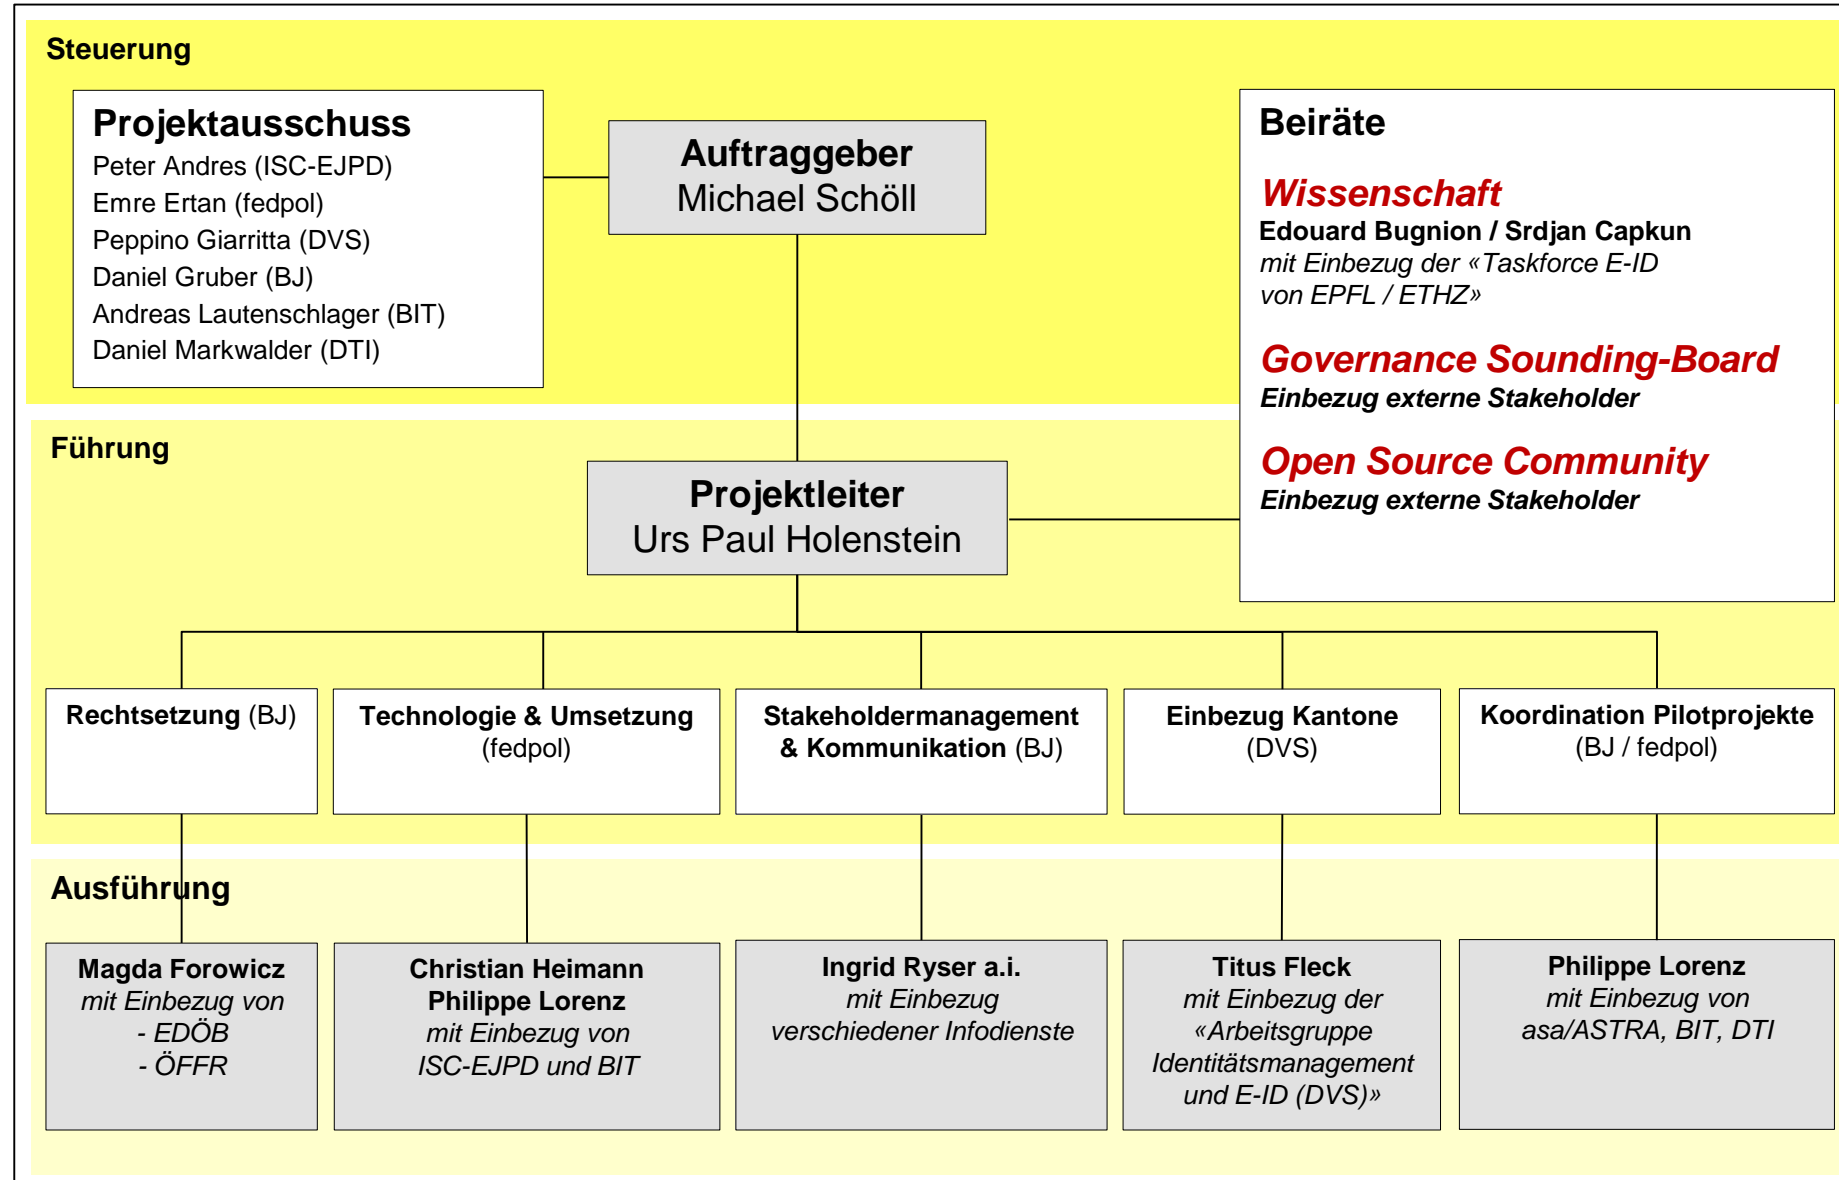 Steuerung
Projektausschuss
Peter Andres (ISC-EJPD)
Emre Ertan (fedpol)
Peppino Giarritta (DVS)
Daniel Gruber (BJ)
Andreas Lautenschlager (BIT)
Daniel Markwalder (DTI)
Auftraggeber
Michael Schöll
Beiräte
Wissenschaft
Edouard Bugnion / Srdjan Capkun
mit Einbezug der «Taskforce E-ID
von EPFL / ETHZ»
Governance Sounding-Board
Einbezug externe Stakeholder
Open Source Community
Einbezug externe Stakeholder
Führung
Projektleiter
Urs Paul Holenstein
Rechtsetzung (BJ)
Technologie & Umsetzung
(fedpol)
Stakeholdermanagement
& Kommunikation (BJ)
Einbezug Kantone
(DVS)
Koordination Pilotprojekte
(BJ / fedpol)
Ausführung
Magda Forowicz
mit Einbezug von
- EDÖB
- ÖFFR
Christian Heimann
Philippe Lorenz
mit Einbezug von
ISC-EJPD und BIT
Ingrid Ryser a.i.
mit Einbezug
verschiedener Infodienste
Titus Fleck
mit Einbezug der
«Arbeitsgruppe
Identitätsmanagement
und E-ID (DVS)»
Philippe Lorenz
mit Einbezug von
asa/ASTRA, BIT, DTI